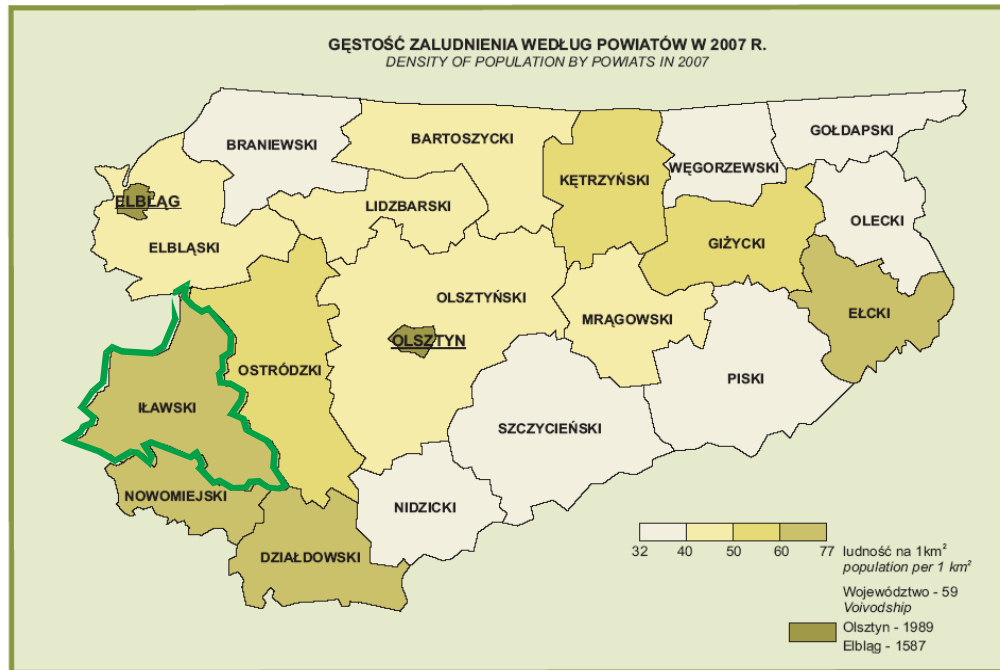 GĘSTOŚĆ ZALUDNIENIA WEDŁUG POWIATÓW W 2007 R.
DENSITY OF POPULATION BY POWIATS IN 2007
BRANIEWSKI
BARTOSZYCKI
GOŁDAPSKI
WĘGORZEWSKI
KĘTRZYŃSKI
ELBLĄG
LIDZBARSKI
OLECKI
ELBLĄSKI
GIŻYCKI
OLSZTYŃSKI
MRĄGOWSKI
EŁCKI
OLSZTYN
OSTRÓDZKI
PISKI
IŁAWSKI
SZCZYCIEŃSKI
NOWOMIEJSKI
NIDZICKI
DZIAŁDOWSKI
32 40 50 60 77
ludność na 1km²
population per 1 km²
Województwo - 59
Voivodship
Olsztyn - 1989
Elbląg - 1587